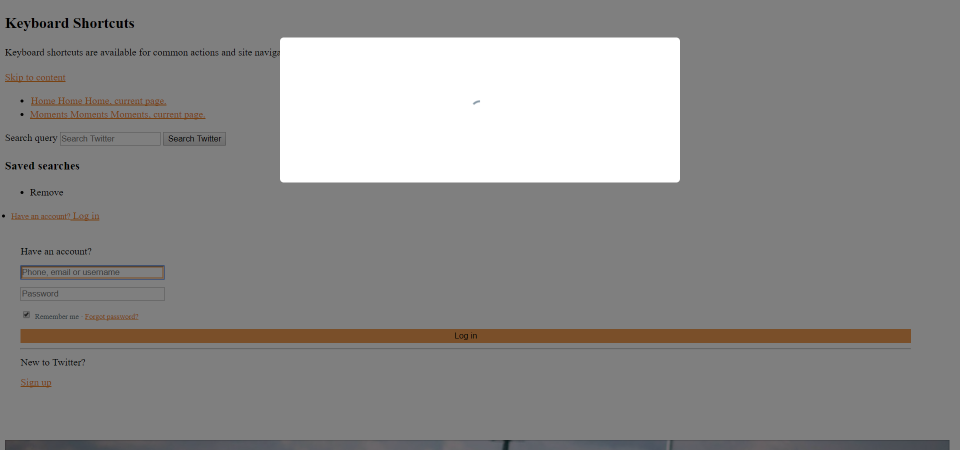 Keyboard Shortcuts
Keyboard shortcuts are available for common actions and site
Skip to content
Home Home Home, current page.
Moments Moments Moments, current page.
Search query Search Twitter Search Twitter
Saved searches
Remove
Have an account? Log in
Have an account?
Phone, email or username
Password
Remember me · Forgot password?
Log in
New to Twitter?
Sign up